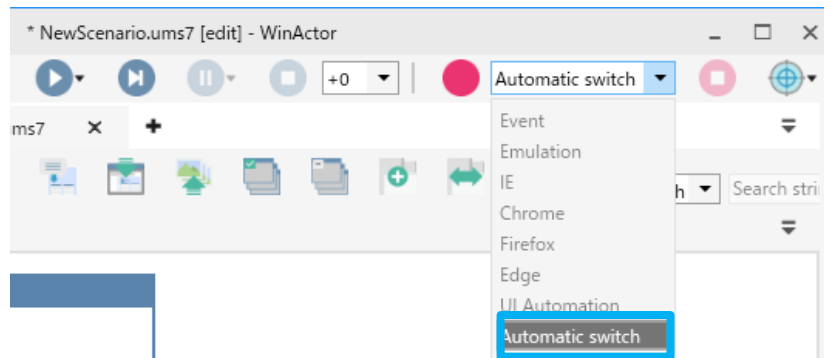 * NewScenario.ums7 [edit] - WinActor
+0
Automatic switch
ms7
Event
Emulation
IE
Chrome
Firefox
Edge
UI Automation
Automatic switch
h
Search stri